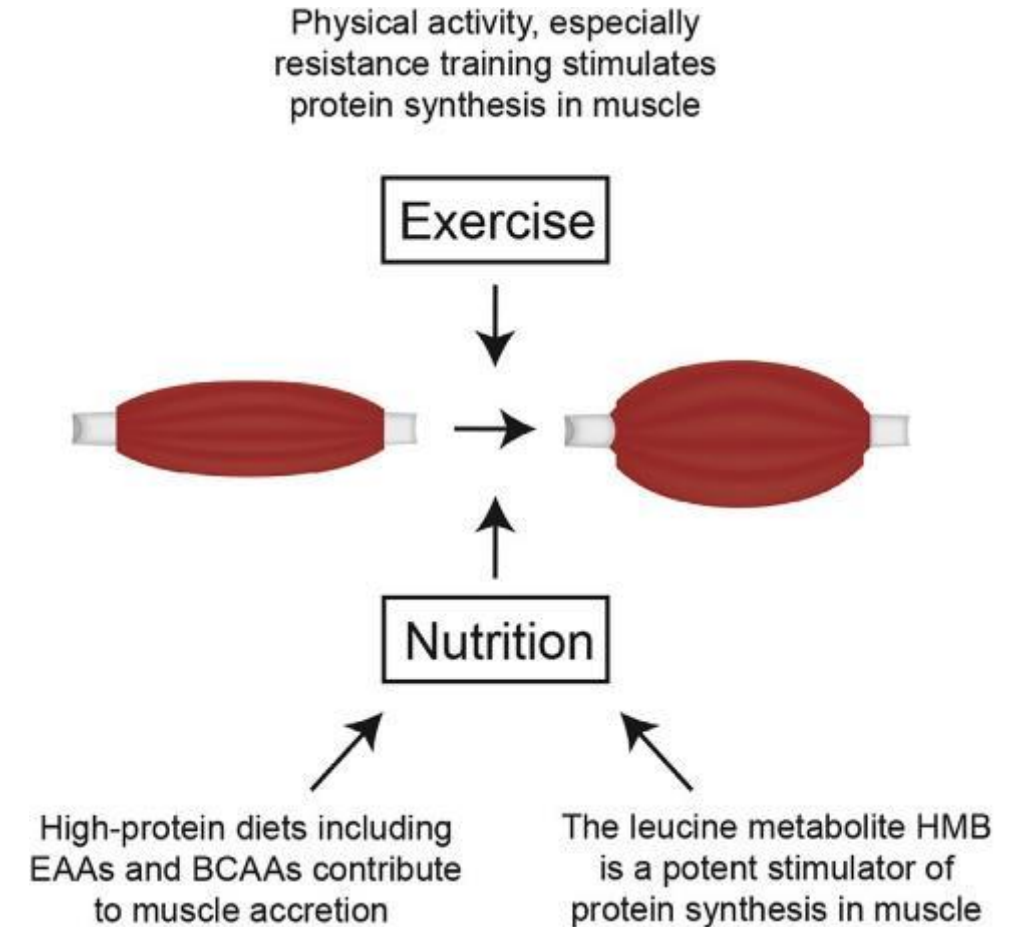 Physical activity, especially
resistance training stimulates
protein synthesis in muscle
Exercise
Nutrition
High-protein diets including
EAAs and BCAAs contribute
to muscle accretion
The leucine metabolite HMB
is a potent stimulator of
protein synthesis in muscle